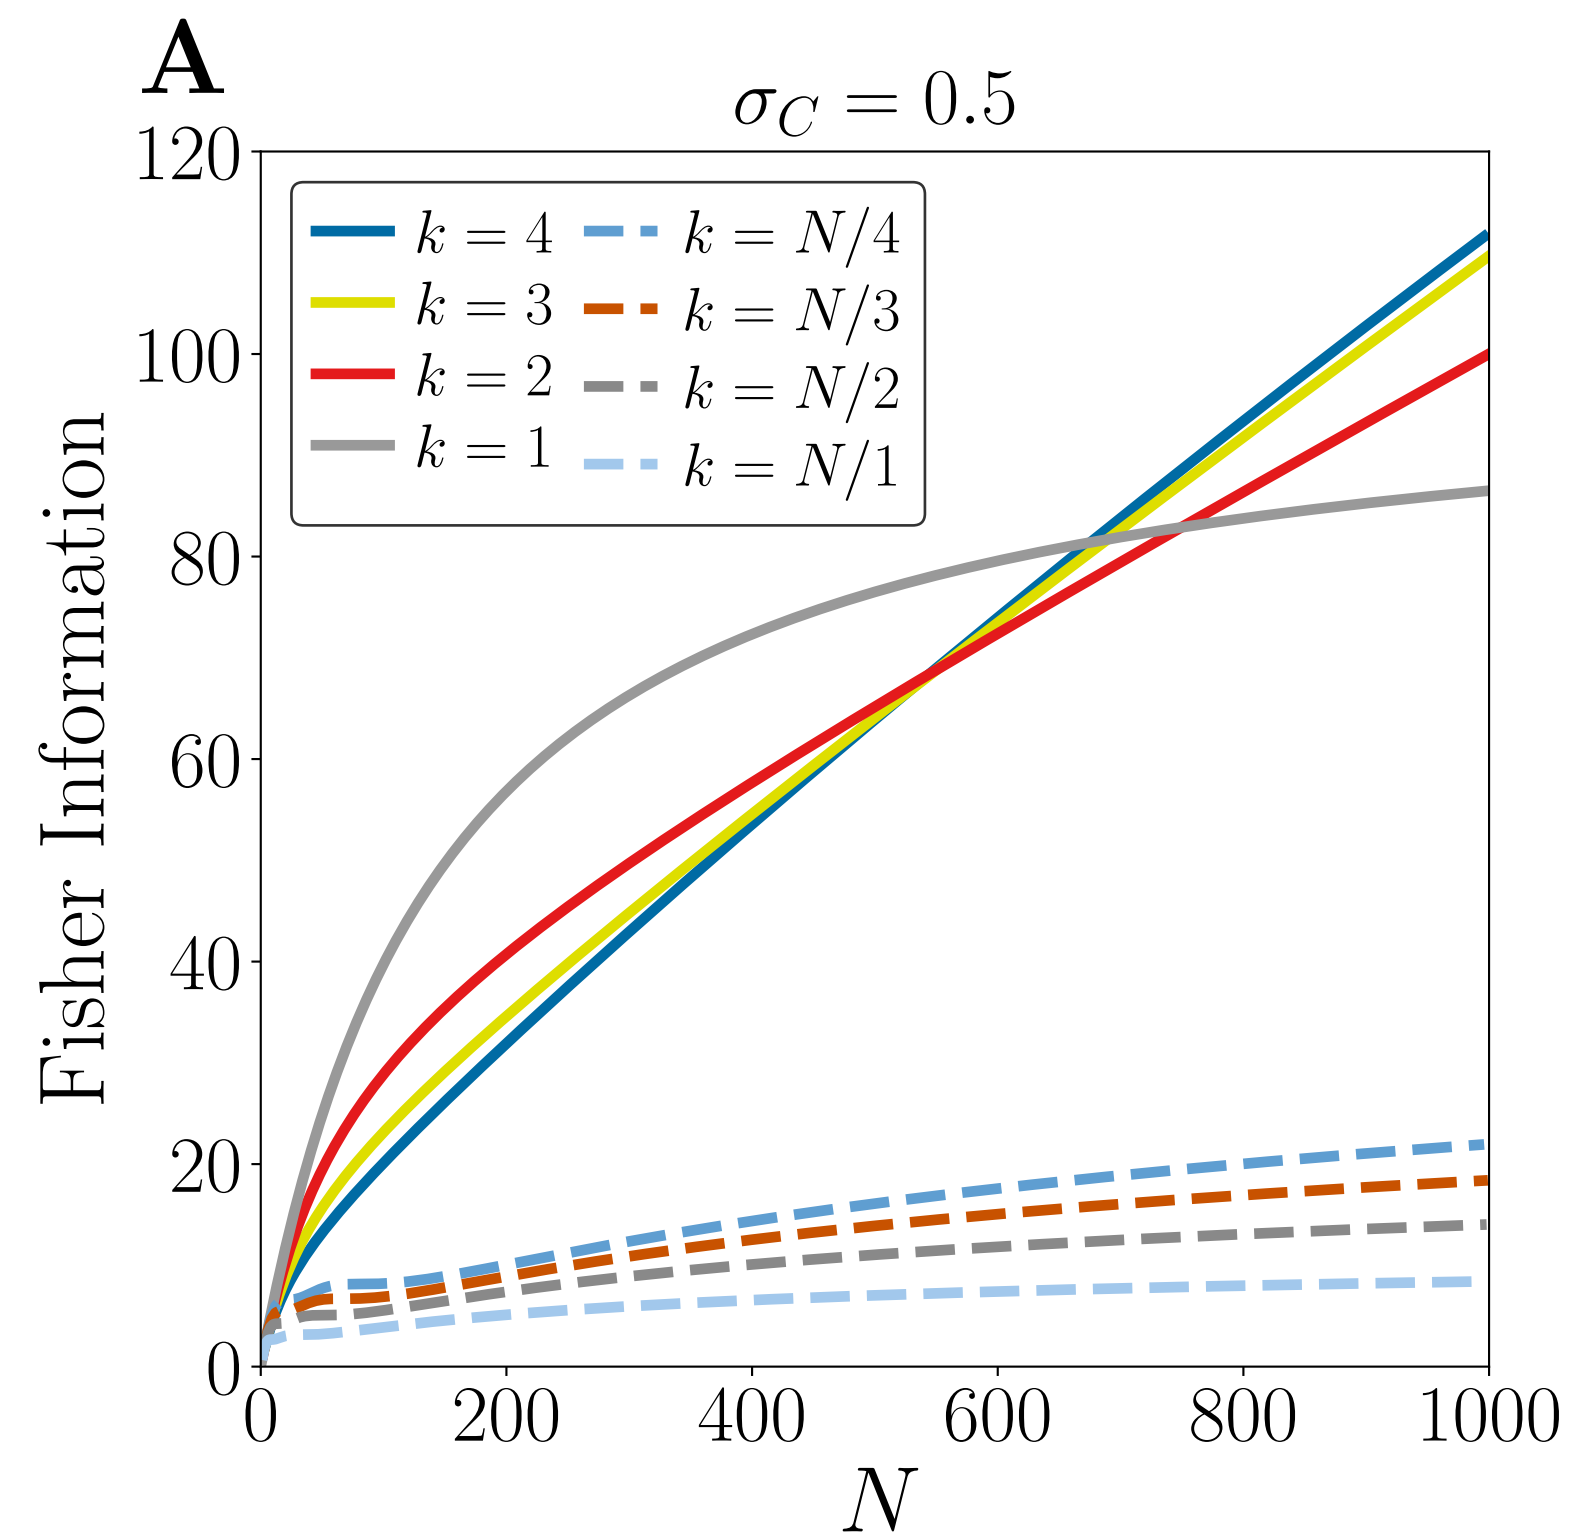 A
σ_C = 0.5
120
100
80
60
40
20
0
Fisher Information
k = 4
k = 3
k = 2
k = 1
k = N/4
k = N/3
k = N/2
k = N/1
0 200 400 600 800 1000
N